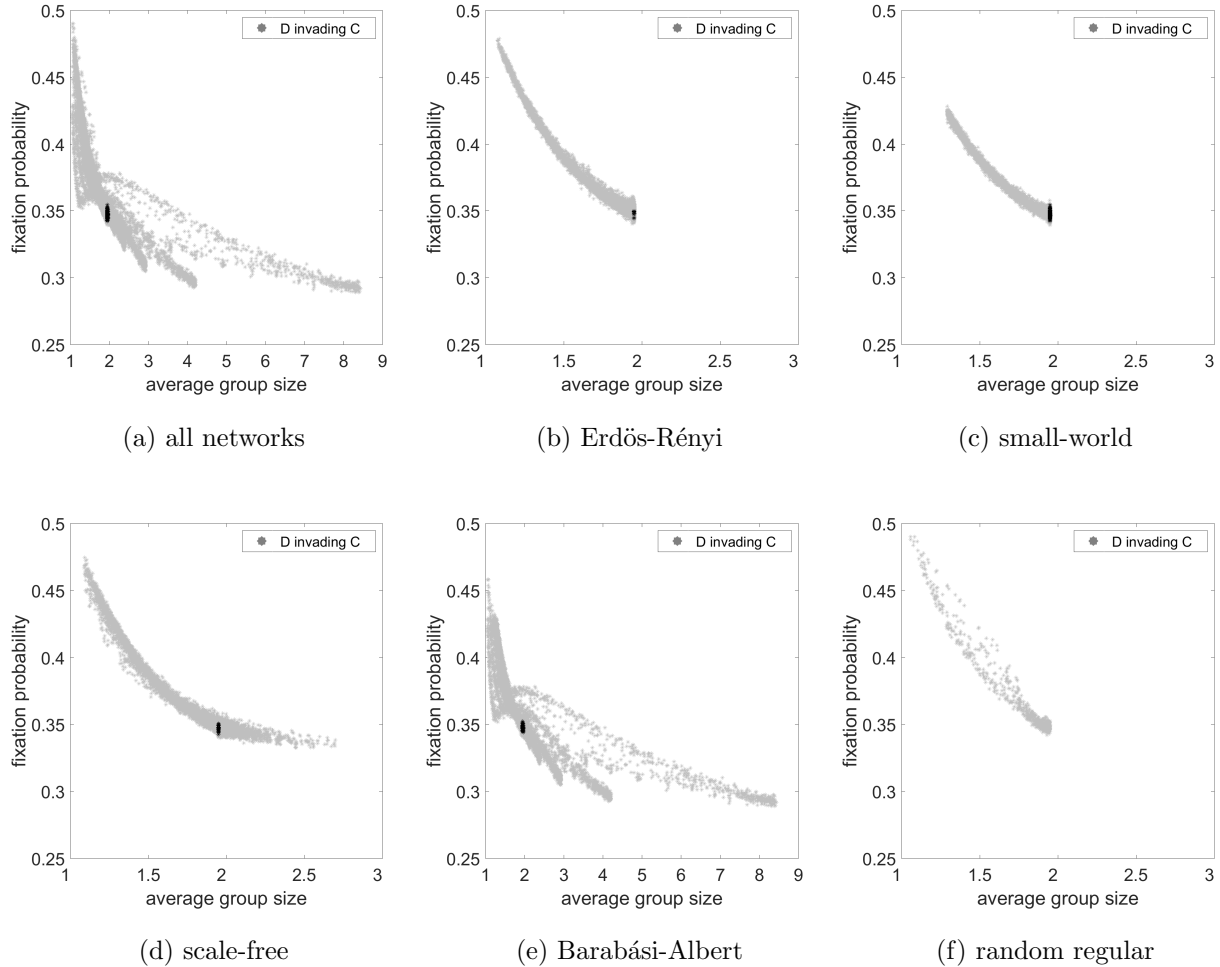 0.5
0.45
0.4
0.35
0.3
0.25
fixation probability
D invading C
1 2 3 4 5 6 7 8 9
average group size
(a) all networks
0.5
0.45
0.4
0.35
0.3
0.25
fixation probability
D invading C
1 1.5 2 2.5 3
average group size
(b) Erdös-Rényi
0.5
0.45
0.4
0.35
0.3
0.25
fixation probability
D invading C
1 1.5 2 2.5 3
average group size
(c) small-world
0.5
0.45
0.4
0.35
0.3
0.25
fixation probability
D invading C
1 1.5 2 2.5 3
average group size
(d) scale-free
0.5
0.45
0.4
0.35
0.3
0.25
fixation probability
D invading C
1 2 3 4 5 6 7 8 9
average group size
(e) Barabási-Albert
0.5
0.45
0.4
0.35
0.3
0.25
fixation probability
D invading C
1 1.5 2 2.5 3
average group size
(f) random regular